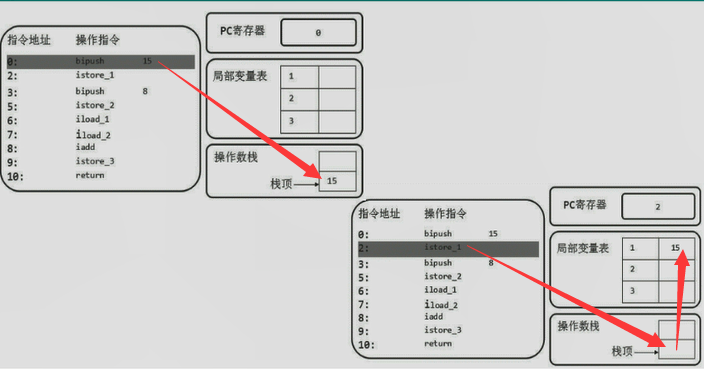 指令地址 操作指令
0: bipush 15
2: istore_1
3: bipush 8
5: istore_2
6: iload_1
7: iload_2
8: iadd
9: istore_3
10: return
PC寄存器 0
局部变量表
1
2
3
操作数栈
栈顶 15
指令地址 操作指令
0: bipush 15
2: istore_1
3: bipush 8
5: istore_2
6: iload_1
7: iload_2
8: iadd
9: istore_3
10: return
PC寄存器 2
局部变量表
1 15
2
3
操作数栈
栈顶